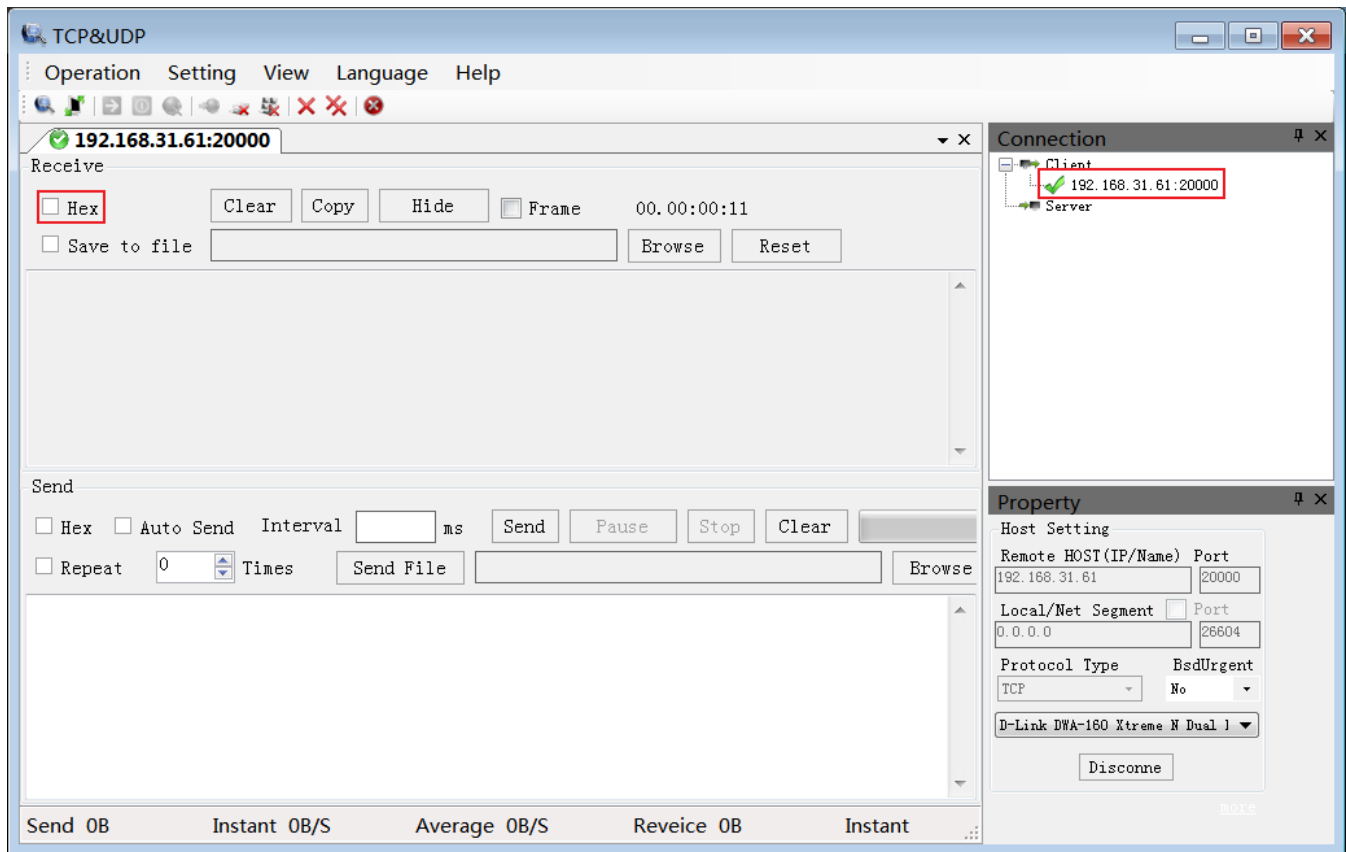 TCP&UDP
Operation Setting View Language Help
192.168.31.61:20000
Receive
Hex Clear Copy Hide Frame 00.00:00:11
Save to file Browse Reset
Send
Hex Auto Send Interval ms Send Pause Stop Clear
Repeat 0 Times Send File Browse
Send 0B Instant 0B/S Average 0B/S Reveice 0B Instant
Connection
Client
192.168.31.61:20000
Server
Property
Host Setting
Remote HOST(IP/Name) Port
192.168.31.61 20000
Local/Net Segment Port
0.0.0.0 26604
Protocol Type BsdUrgent
TCP No
D-Link DWA-160 Xtreme N Dual
Disconne
more